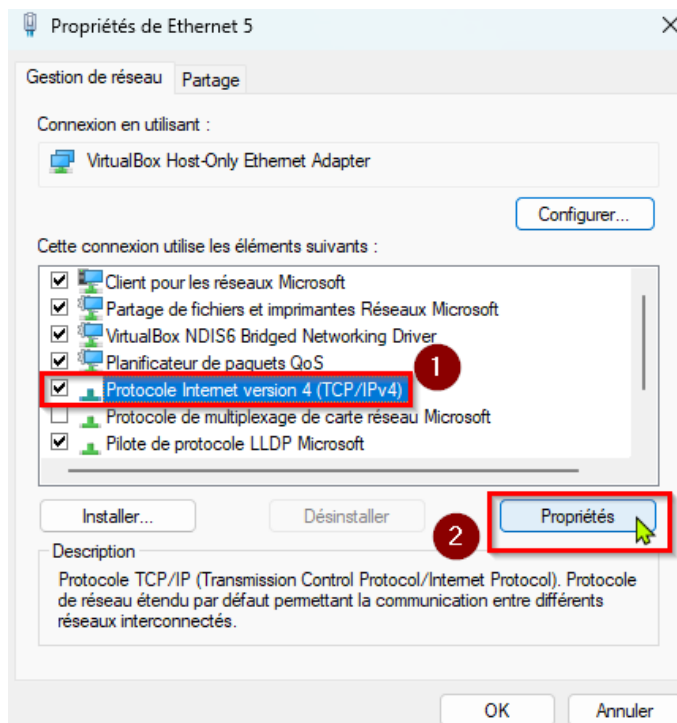 Propriétés de Ethernet 5
Gestion de réseau Partage
Connexion en utilisant :
VirtualBox Host-Only Ethernet Adapter
Configurer...
Cette connexion utilise les éléments suivants :
Client pour les réseaux Microsoft
Partage de fichiers et imprimantes Réseaux Microsoft
VirtualBox NDIS6 Bridged Networking Driver
Planificateur de paquets QoS
1
Protocole Internet version 4 (TCP/IPv4)
Protocole de multiplexage de carte réseau Microsoft
Pilote de protocole LLDP Microsoft
Installer... Désinstaller Propriétés
2
Description
Protocole TCP/IP (Transmission Control Protocol/Internet Protocol). Protocole
de réseau étendu par défaut permettant la communication entre différents
réseaux interconnectés.
OK Annuler